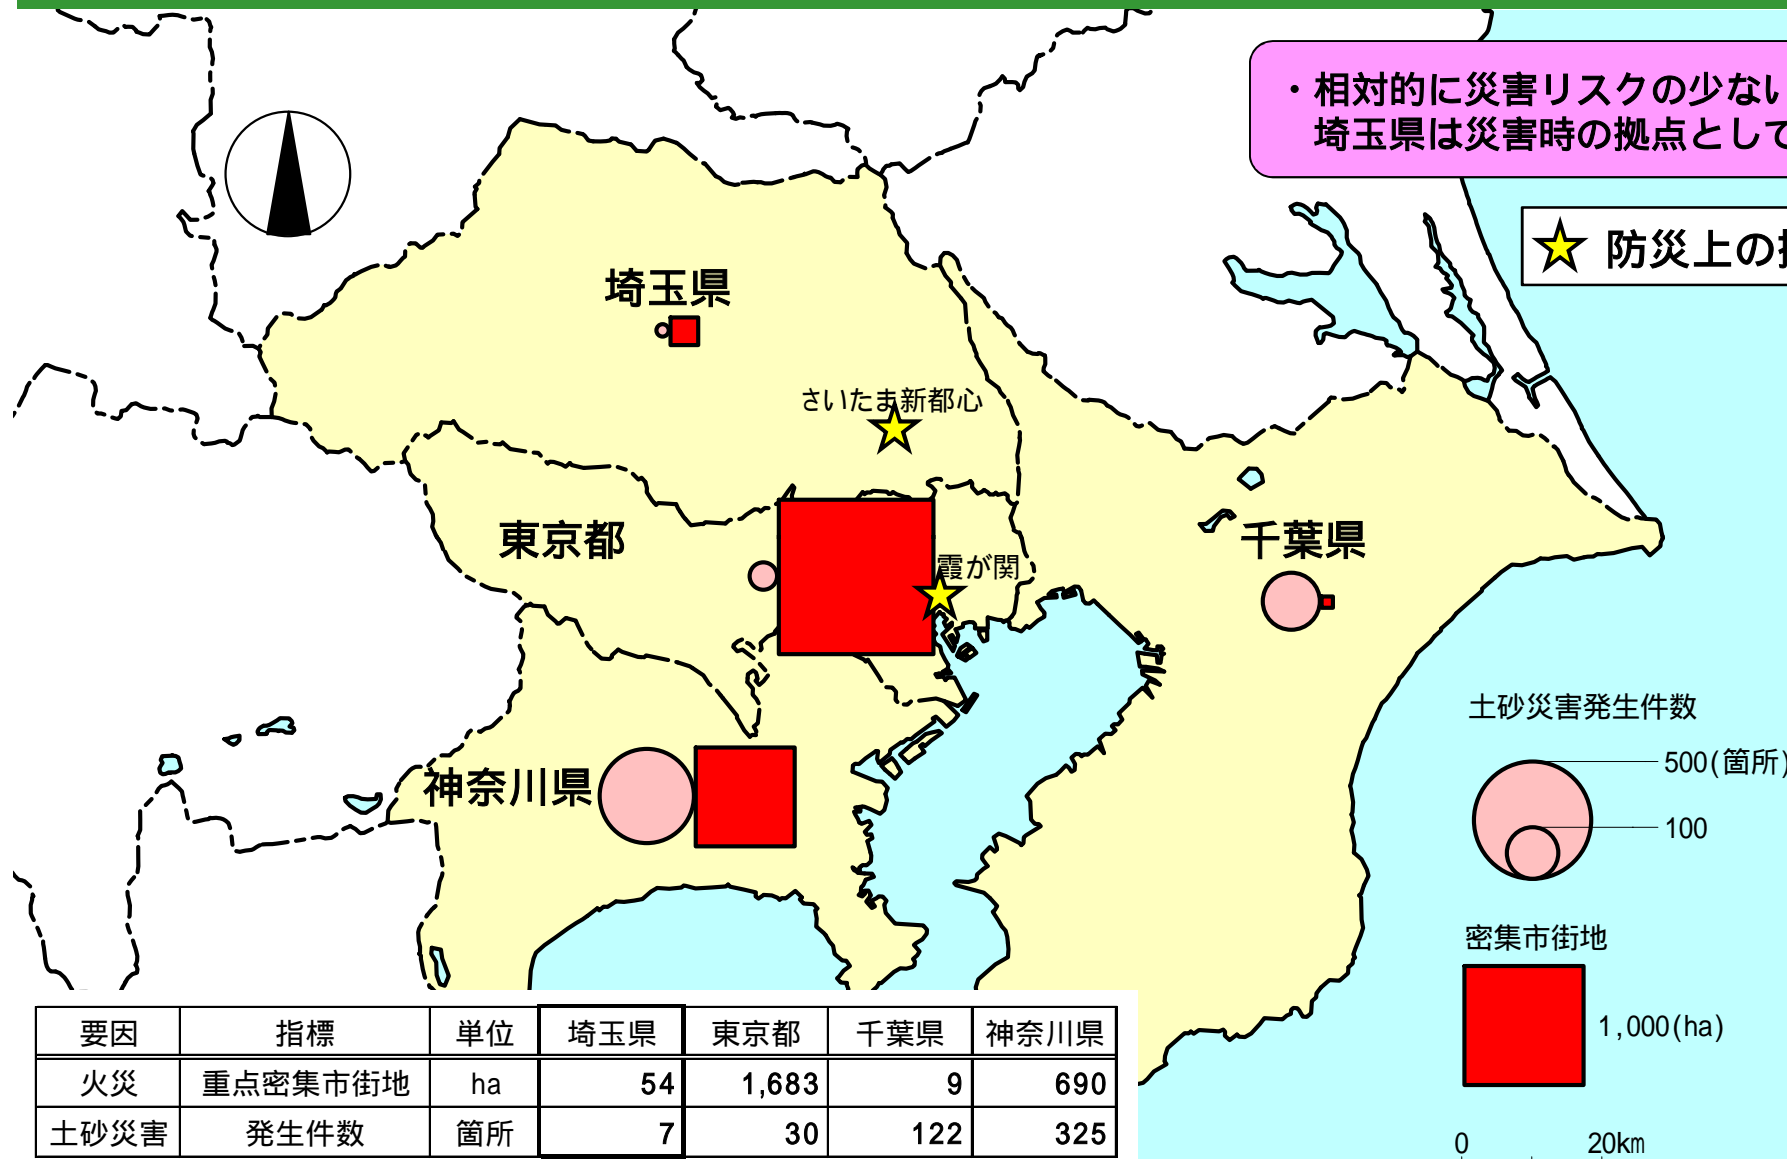 ・相対的に災害リスクの少ない
埼玉県は災害時の拠点として
防災上の
埼玉県
さいたま新都心
東京都
霞が関
千葉県
神奈川県
土砂災害発生件数
500(箇所)
100
密集市街地
1,000(ha)
要因 指標 単位 埼玉県 東京都 千葉県 神奈川県
火災 重点密集市街地 ha 54 1,683 9 690
土砂災害 発生件数 箇所 7 30 122 325
0 20km